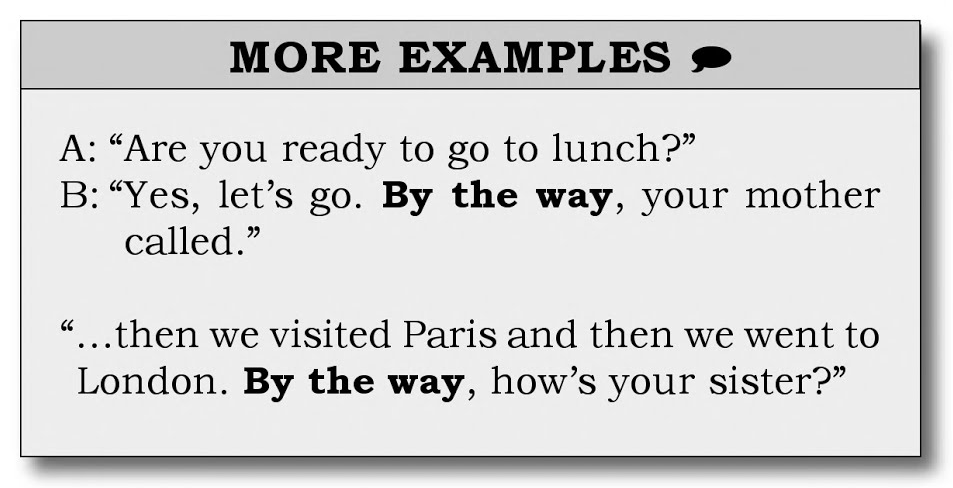 MORE EXAMPLES
A: “Are you ready to go to lunch?”
B: “Yes, let’s go. By the way, your mother
called.”
“…then we visited Paris and then we went to
London. By the way, how’s your sister?”